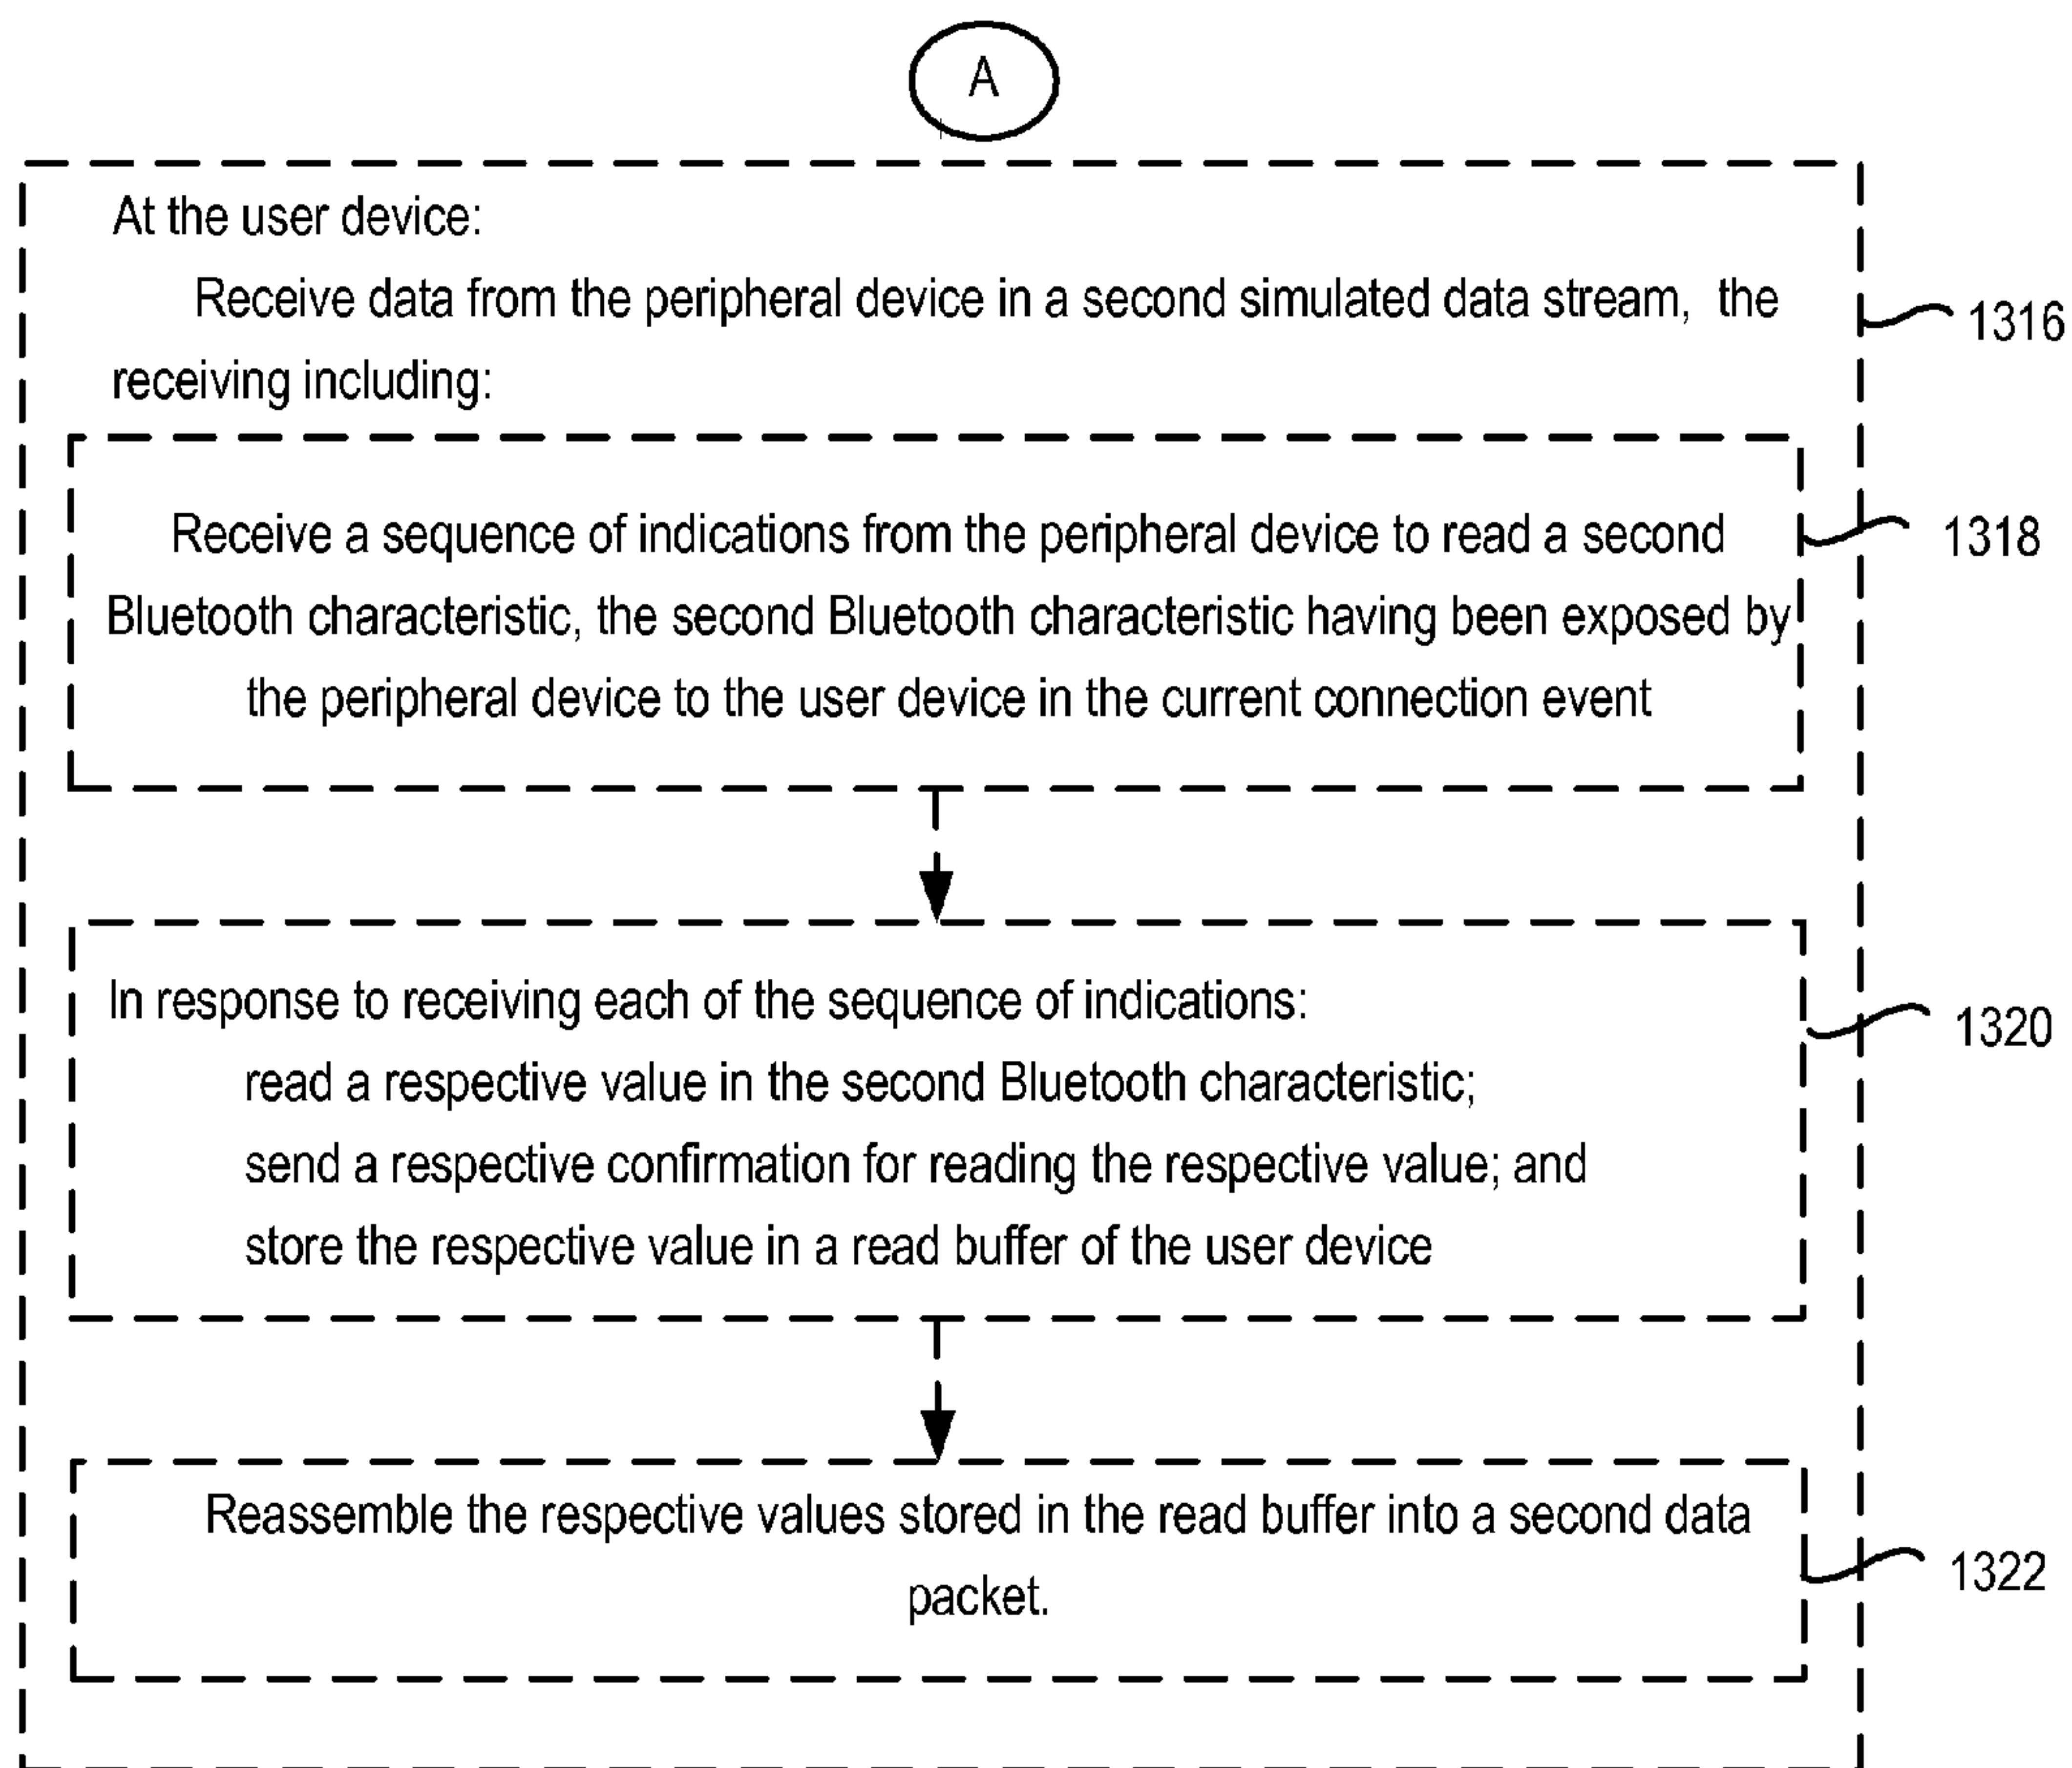 A
At the user device:
Receive data from the peripheral device in a second simulated data stream, the
receiving including:
1316
Receive a sequence of indications from the peripheral device to read a second
Bluetooth characteristic, the second Bluetooth characteristic having been exposed by
the peripheral device to the user device in the current connection event
1318
In response to receiving each of the sequence of indications:
read a respective value in the second Bluetooth characteristic;
send a respective confirmation for reading the respective value; and
store the respective value in a read buffer of the user device
1320
Reassemble the respective values stored in the read buffer into a second data
packet.
1322